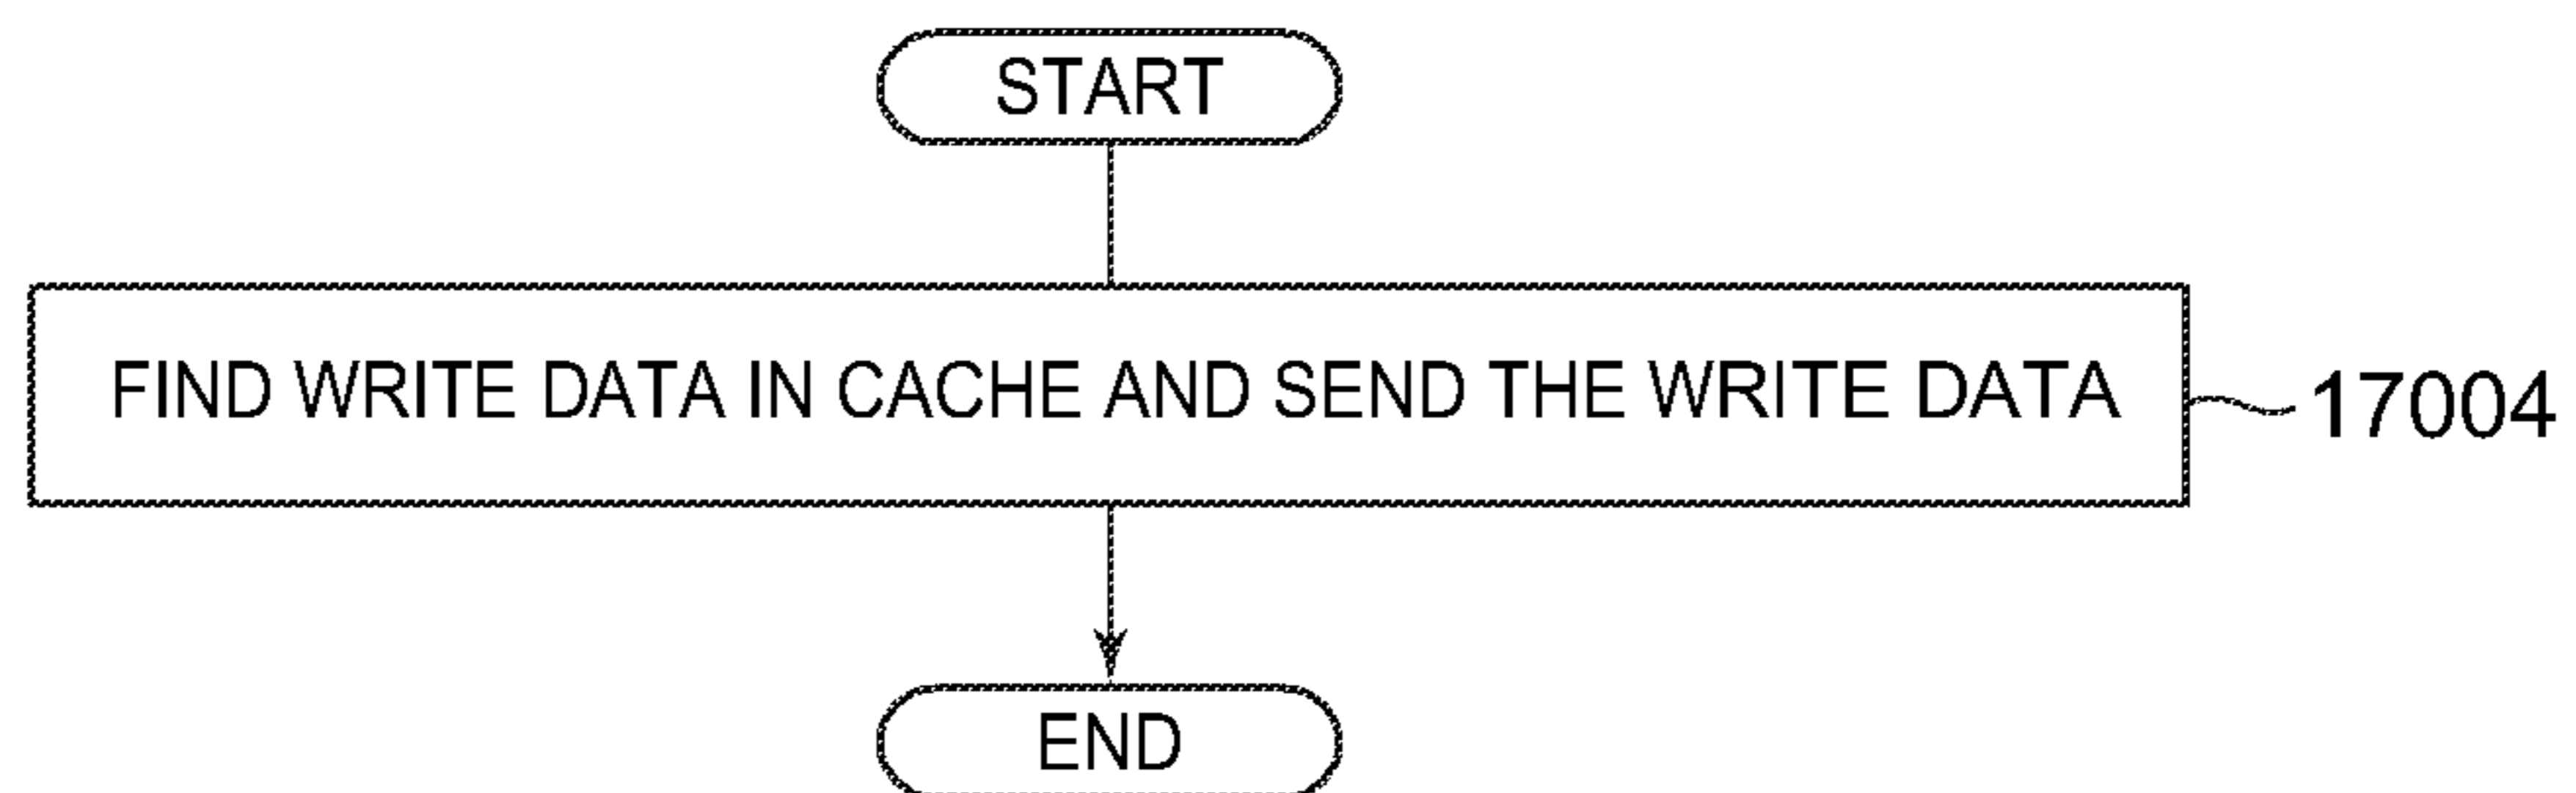 START
FIND WRITE DATA IN CACHE AND SEND THE WRITE DATA
17004
END